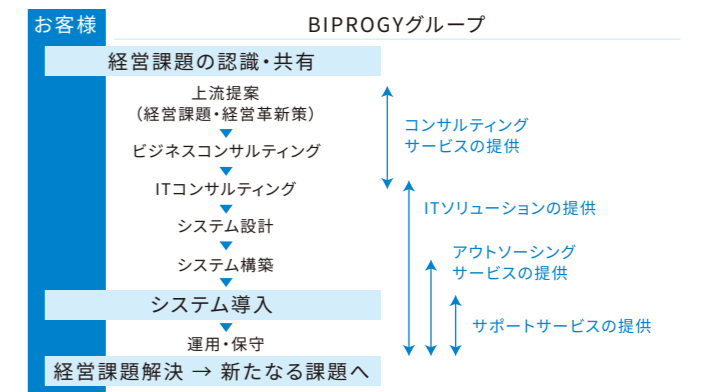 お客様
BIPROGYグループ
経営課題の認識・共有
上流提案
（経営課題・経営革新策）
ビジネスコンサルティング
ITコンサルティング
システム設計
システム構築
システム導入
運用・保守
経営課題解決 → 新たなる課題へ
コンサルティング
サービスの提供
ITソリューションの提供
アウトソーシング
サービスの提供
サポートサービスの提供